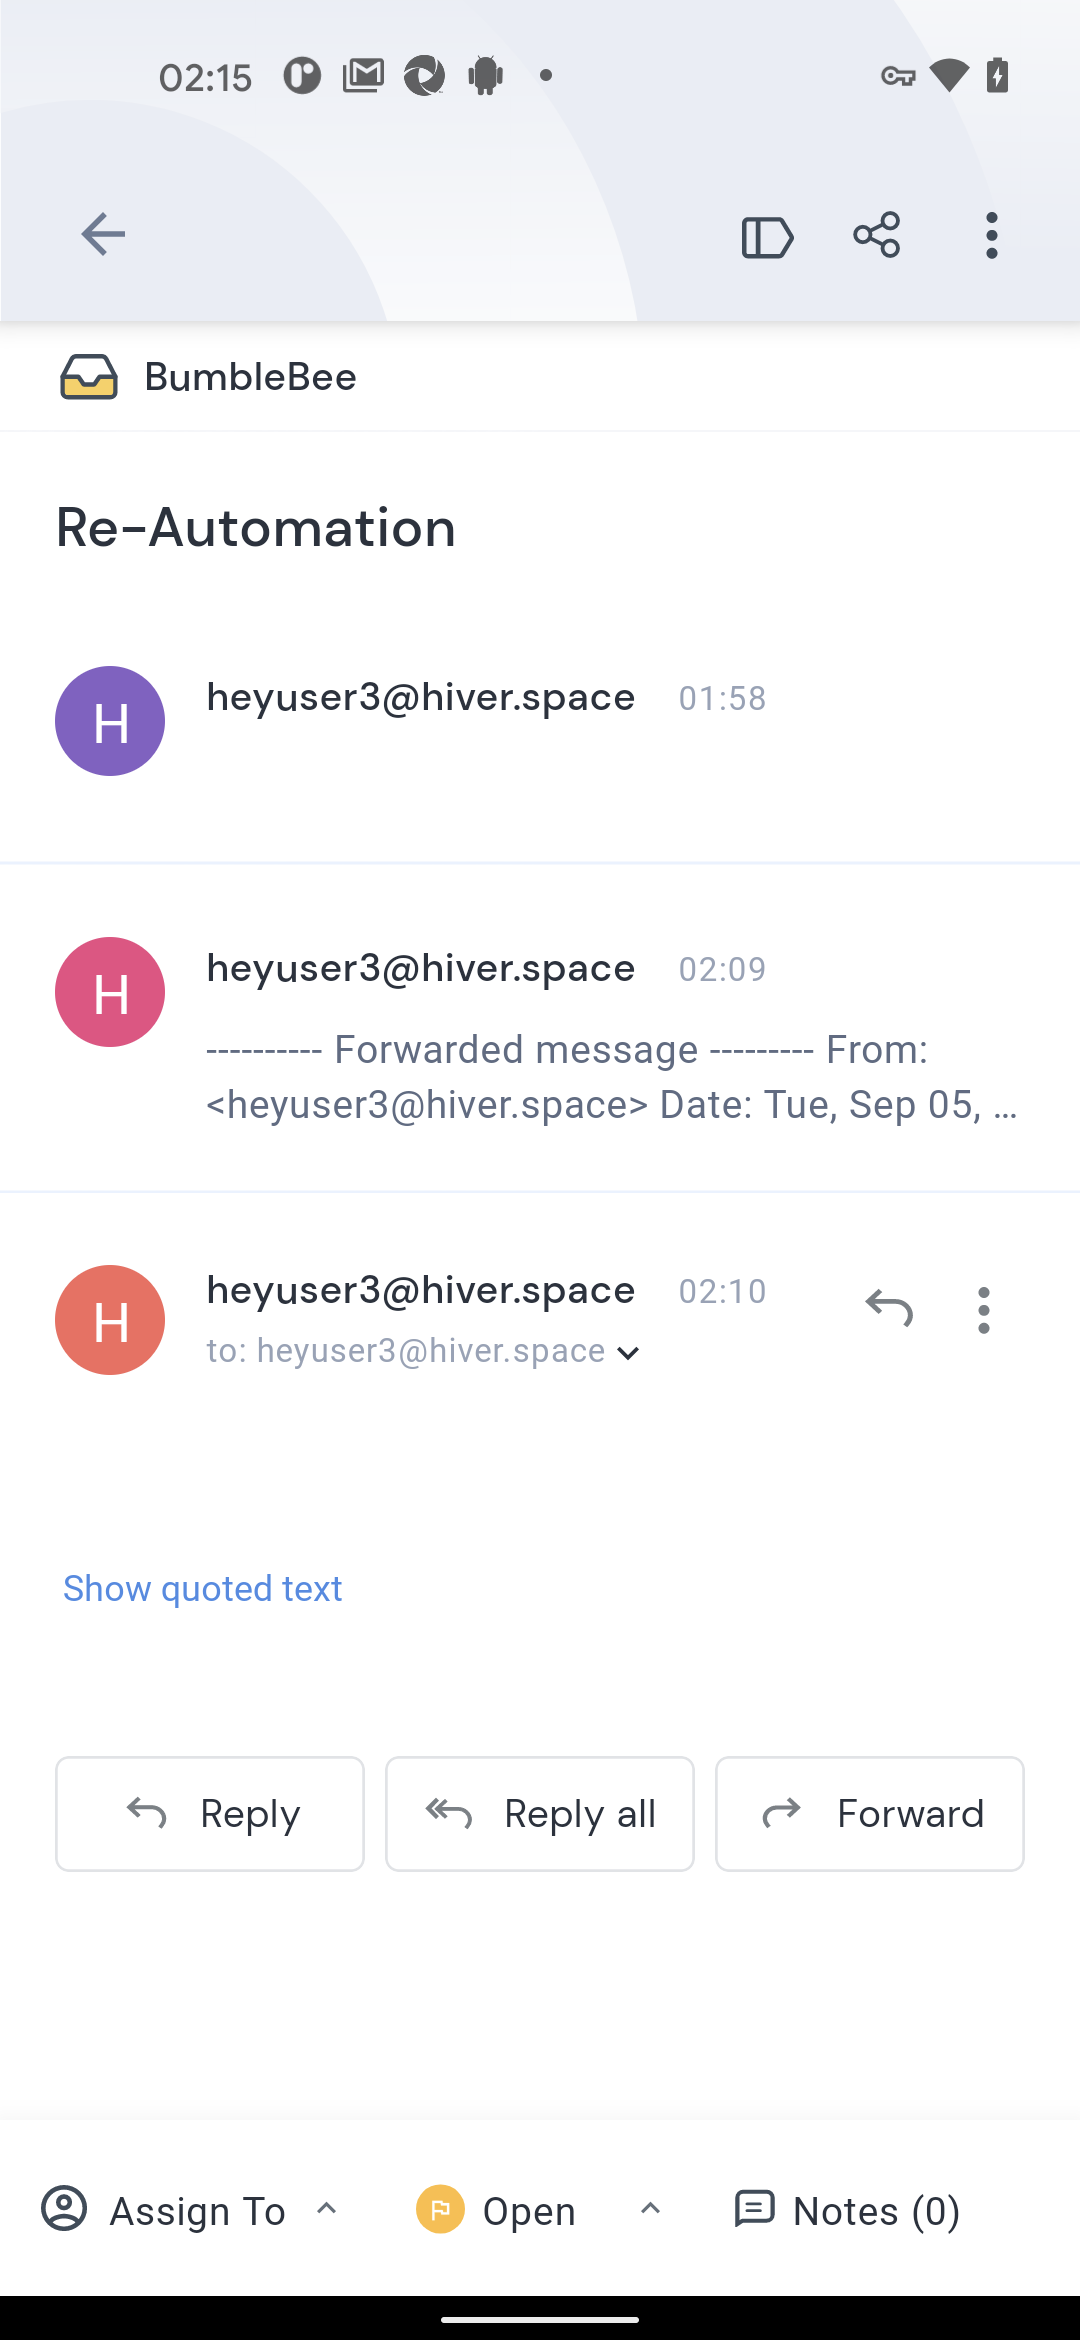 02:15
BumbleBee
Re-Automation
H
heyuser3@hiver.space 01:58
H
heyuser3@hiver.space 02:09
---------- Forwarded message --------- From:
<heyuser3@hiver.space> Date: Tue, Sep 05, …
H
heyuser3@hiver.space 02:10
to: heyuser3@hiver.space
Show quoted text
Reply Reply all Forward
Assign To Open Notes (0)